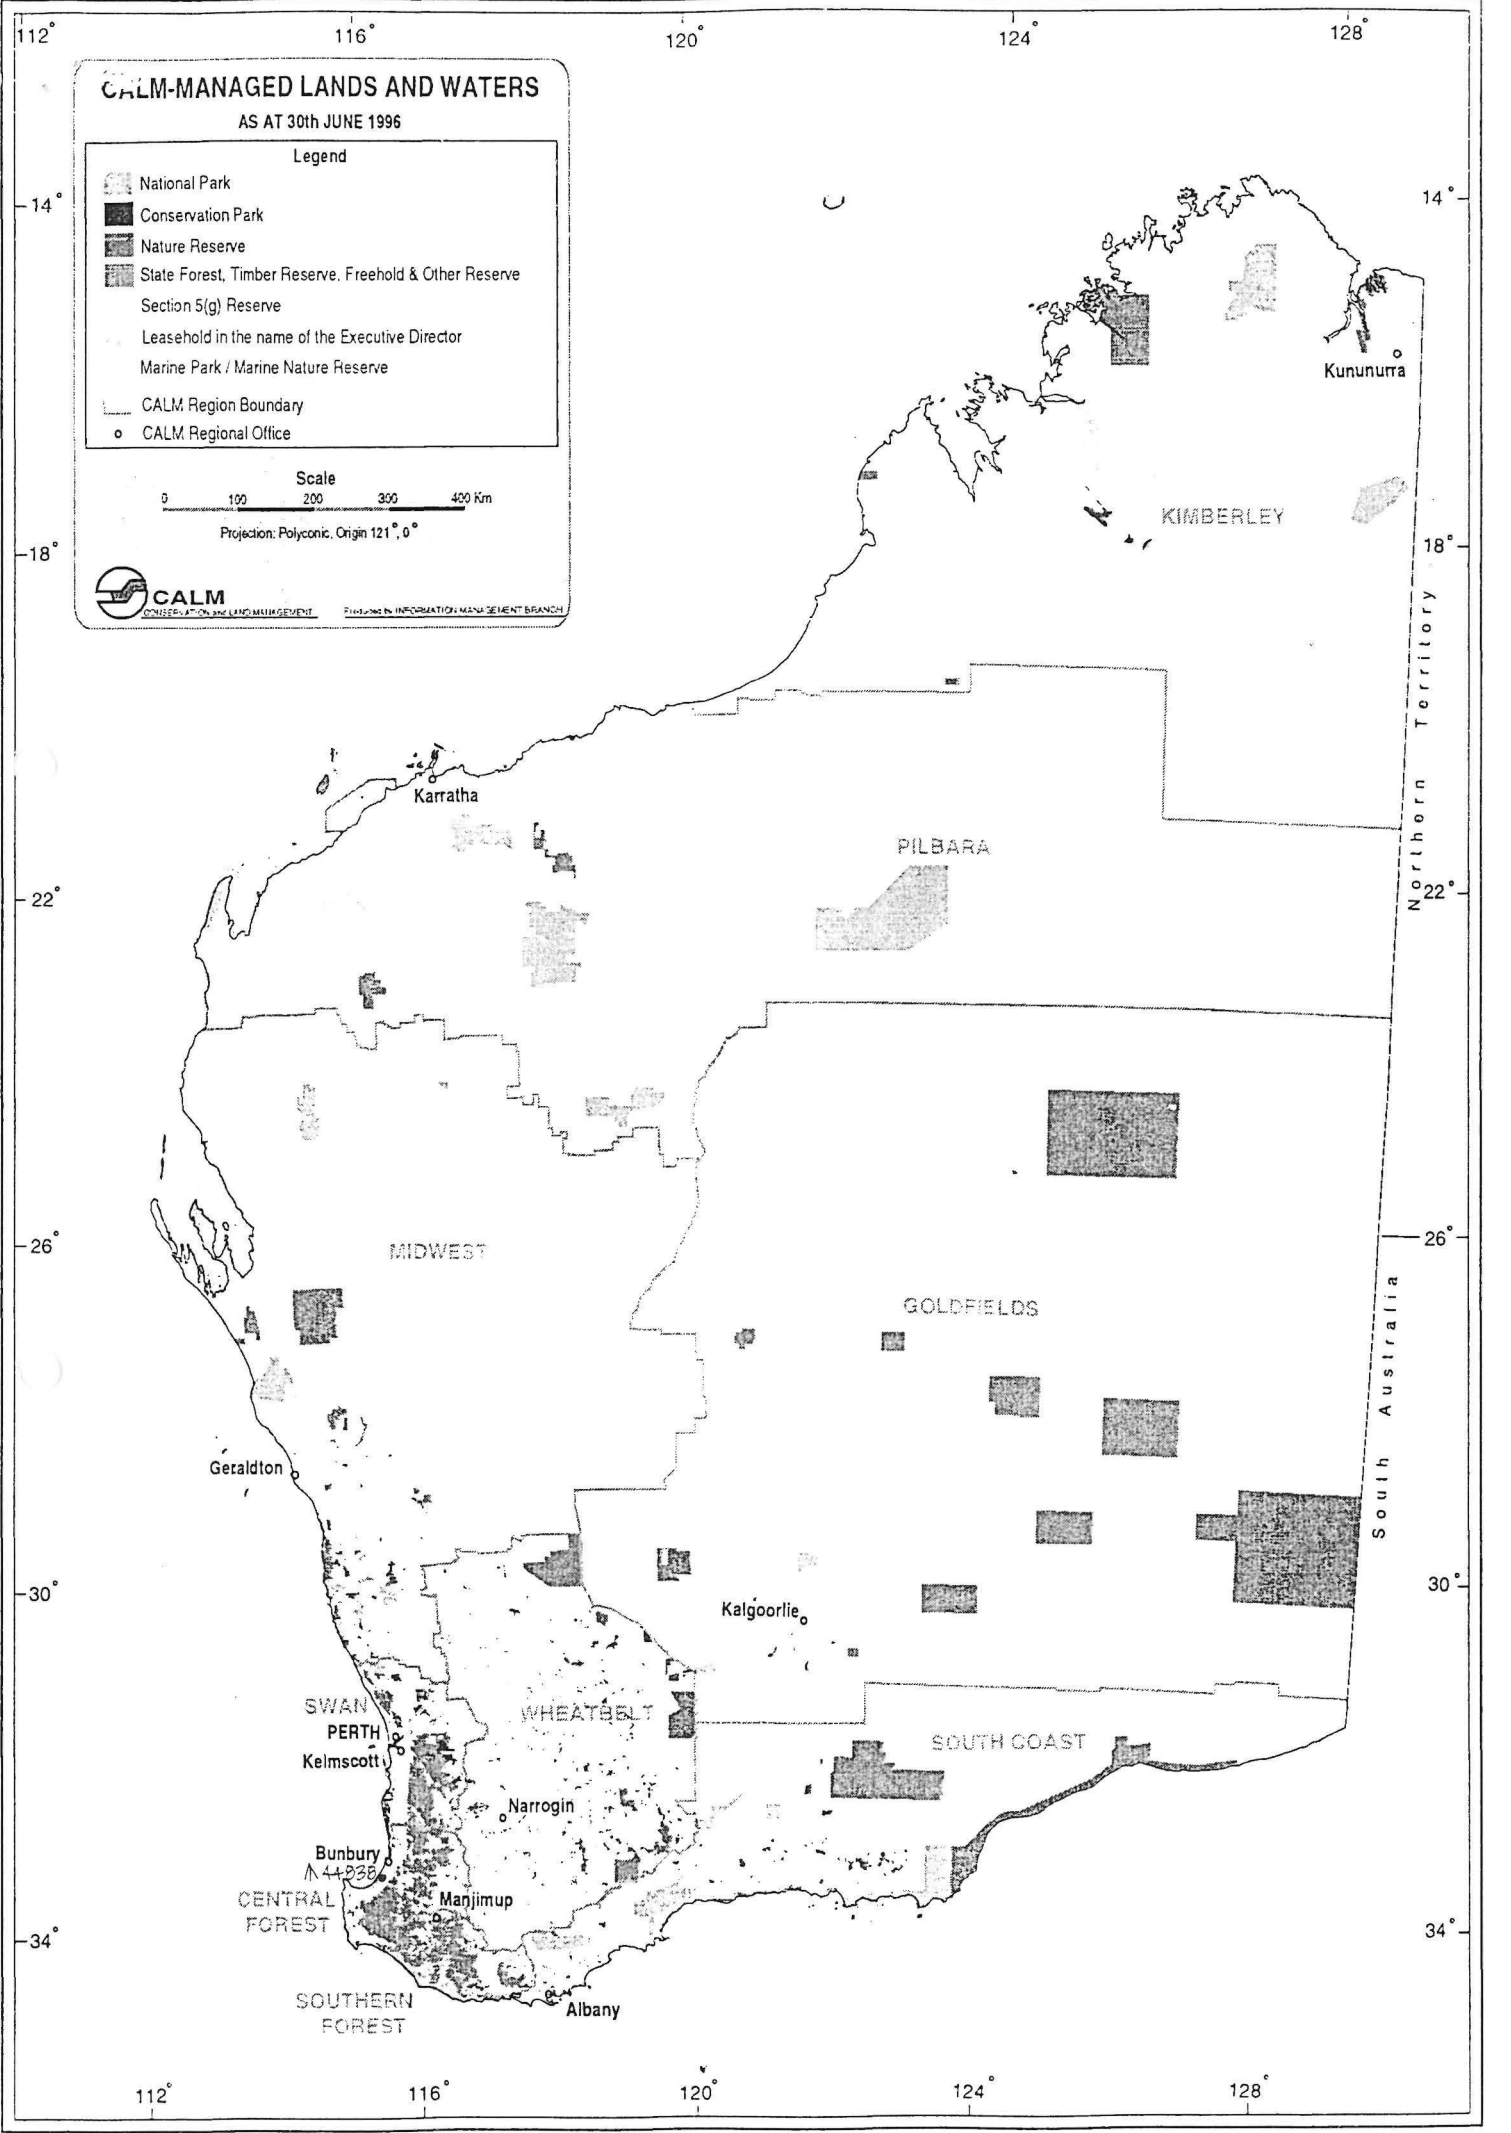 112° 116° 120° 124° 128°
CALM-MANAGED LANDS AND WATERS
AS AT 30th JUNE 1996
Legend
National Park
Conservation Park
Nature Reserve
State Forest, Timber Reserve, Freehold & Other Reserve
Section 5(g) Reserve
Leasehold in the name of the Executive Director
Marine Park / Marine Nature Reserve
CALM Region Boundary
CALM Regional Office
Scale
0 100 200 300 400 Km
Projection: Polyconic, Origin 121°, 0°
CALM
CONSERVATION and LAND MANAGEMENT
Produced by INFORMATION MANAGEMENT BRANCH
14° 14°
Kununurra
KIMBERLEY
18° 18°
Northern Territory
Karratha
PILBARA
22° 22°
26° 26°
MIDWEST
GOLDFIELDS
South Australia
Geraldton
30° 30°
Kalgoorlie
SWAN
WHEATBELT
PERTH
SOUTH COAST
Kelmscott
Narrogin
Bunbury
44838
CENTRAL
FOREST
Manjimup
34° 34°
SOUTHERN
FOREST
Albany
112° 116° 120° 124° 128°